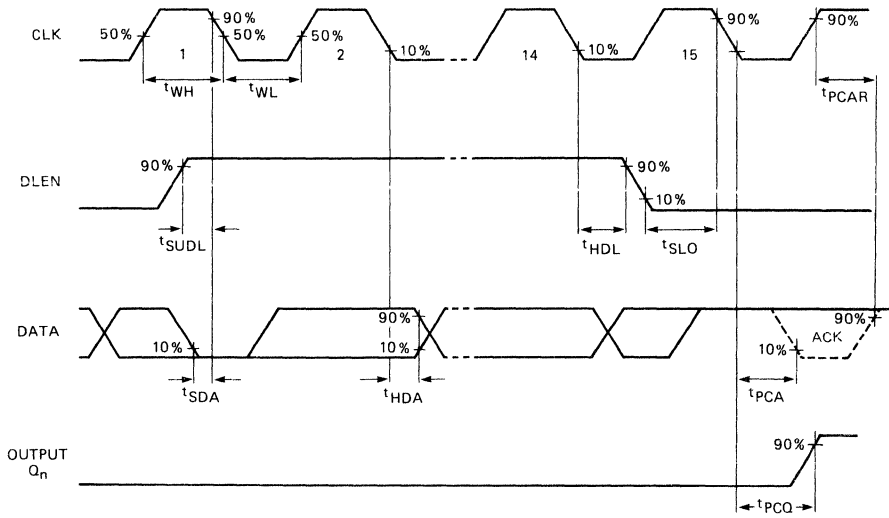 CLK 50% 1 90% 50% 50% 2 10% 14 10% 15 90% 90%
tWH tWL tPCAR
DLEN 90% 90% 10%
tSUDL tHDL tSLO
DATA 10% 90% 10% 10% ACK 90%
tSDA tHDA tPCA
OUTPUT
Qn 90%
tPCQ